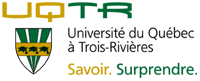 UQTR
Université du Québec
à Trois-Rivières
Savoir. Surprendre.